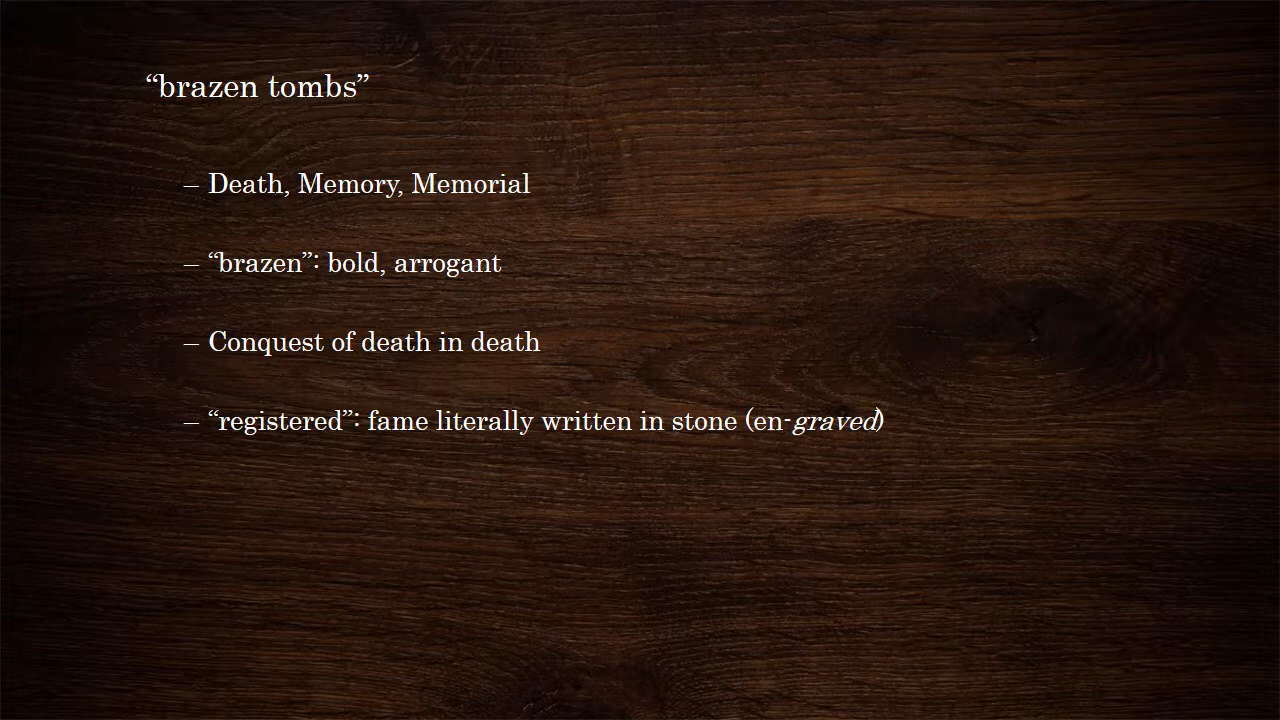 “brazen tombs”
– Death, Memory, Memorial
– “brazen”: bold, arrogant
– Conquest of death in death
– “registered”: fame literally written in stone (en-graved)